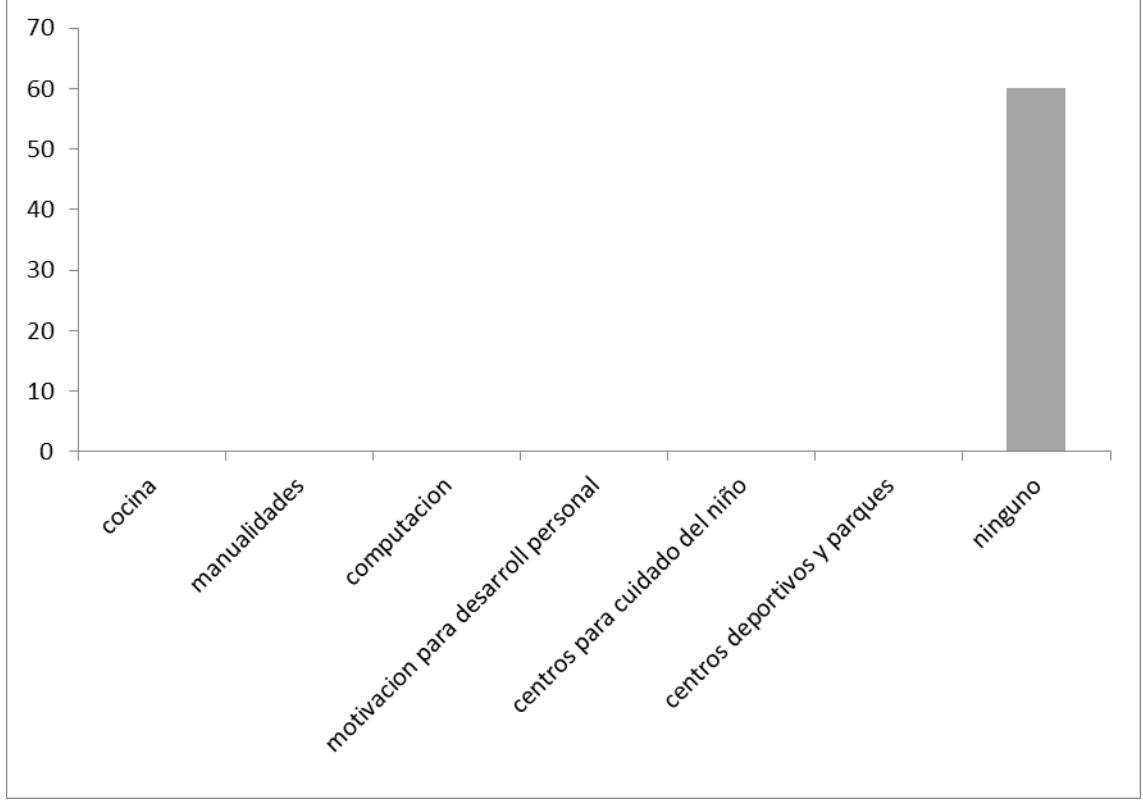 70
60
50
40
30
20
10
0
cocina
manualidades
computacion
motivacion para desarroll personal
centros para cuidado del niño
centros deportivos y parques
ninguno